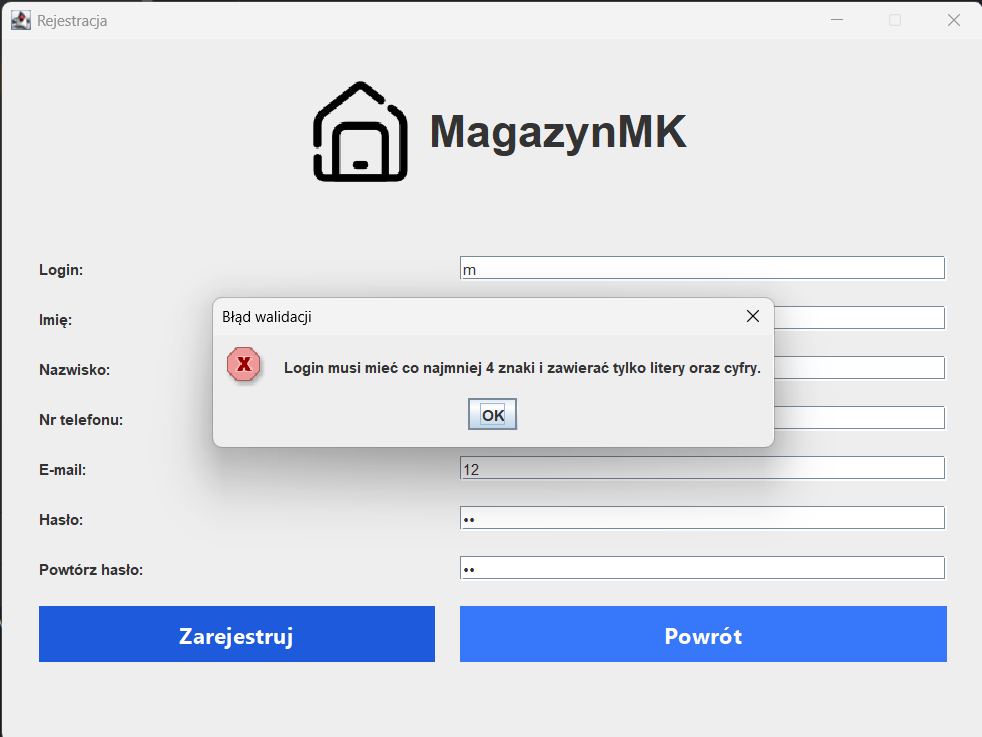 Rejestracja
MagazynMK
Login:
m
Imię:
Błąd walidacji
X
Login musi mieć co najmniej 4 znaki i zawierać tylko litery oraz cyfry.
OK
Nazwisko:
Nr telefonu:
E-mail:
12
Hasło:
••
Powtórz hasło:
••
Zarejestruj
Powrót